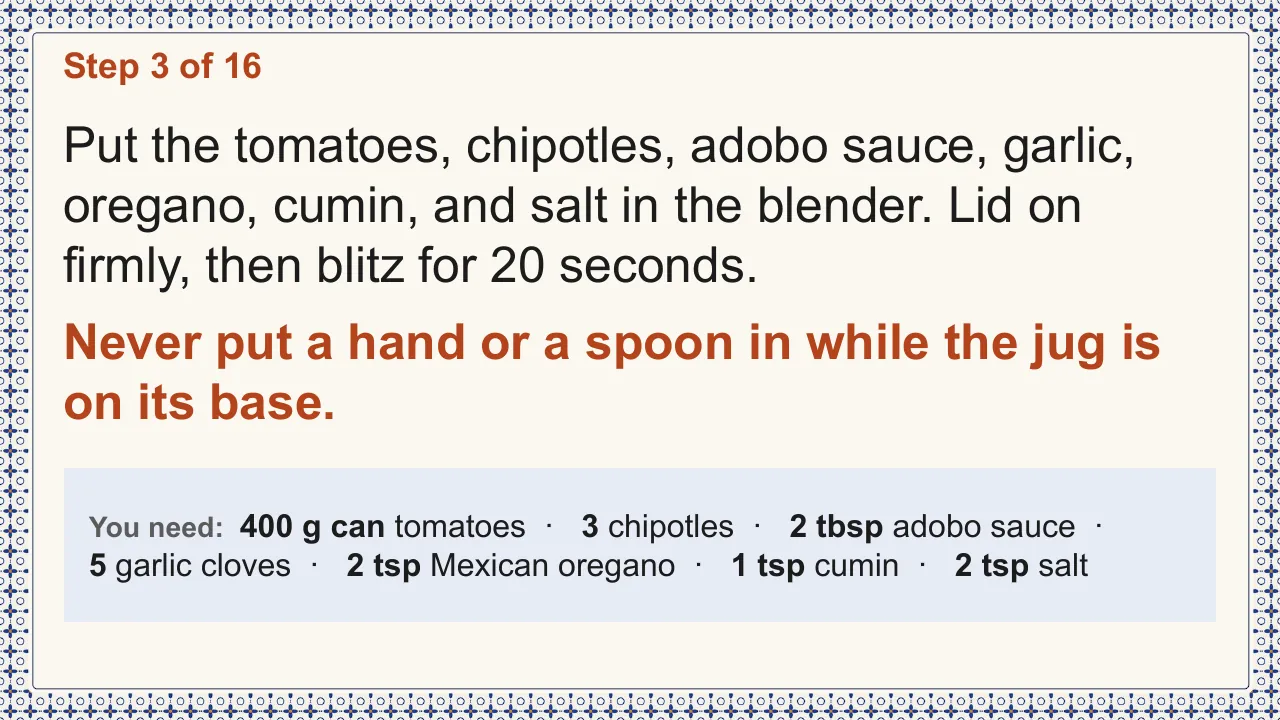 Step 3 of 16
Put the tomatoes, chipotles, adobo sauce, garlic,
oregano, cumin, and salt in the blender. Lid on
firmly, then blitz for 20 seconds.
Never put a hand or a spoon in while the jug is
on its base.
You need: 400 g can tomatoes · 3 chipotles · 2 tbsp adobo sauce ·
5 garlic cloves · 2 tsp Mexican oregano · 1 tsp cumin · 2 tsp salt